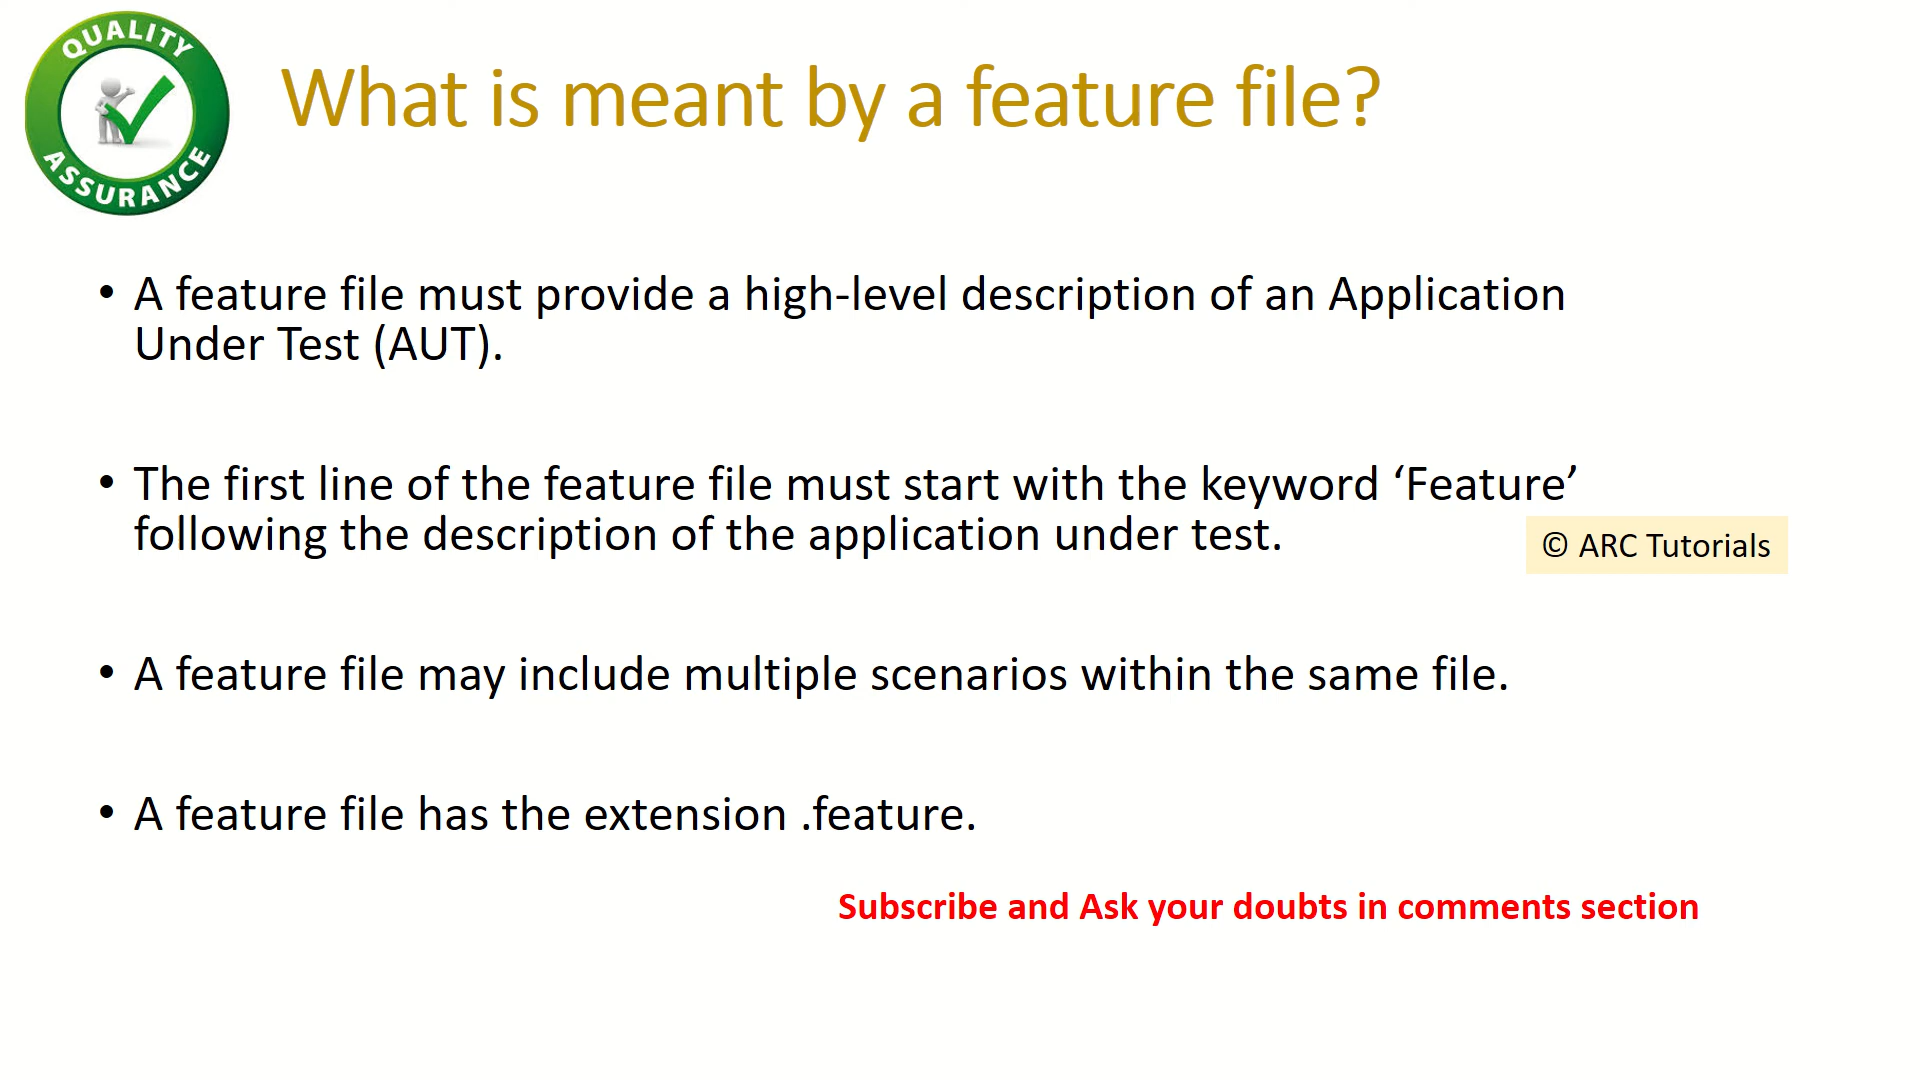 QUALITY
ASSURANCE
What is meant by a feature file?
• A feature file must provide a high-level description of an Application
Under Test (AUT).
• The first line of the feature file must start with the keyword ‘Feature’
following the description of the application under test.
© ARC Tutorials
• A feature file may include multiple scenarios within the same file.
• A feature file has the extension .feature.
Subscribe and Ask your doubts in comments section